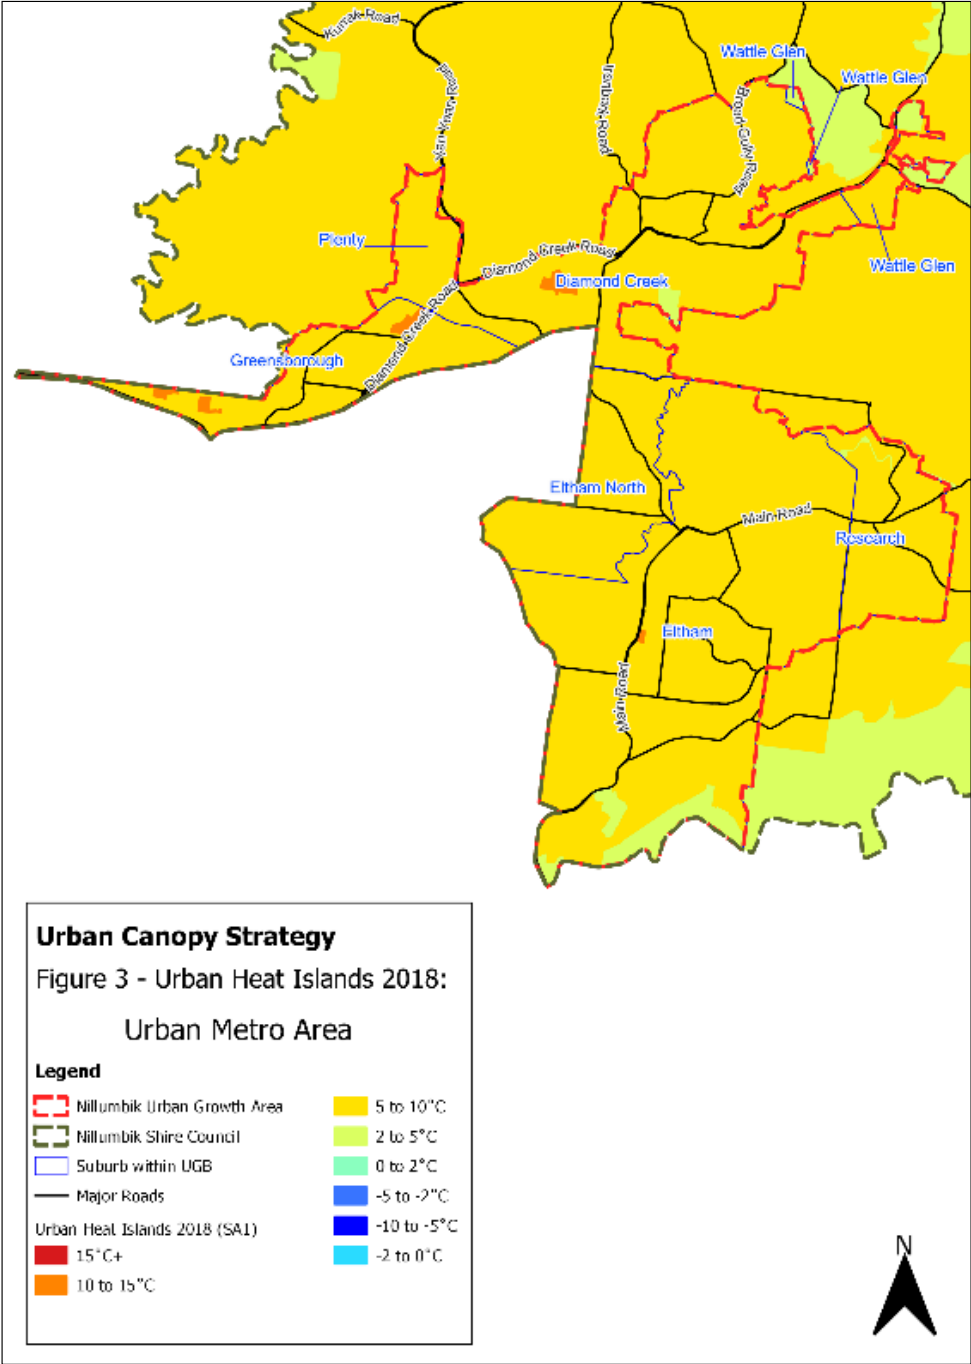 Kurrak Road
Wattle Glen
Wattle Glen
Yan Yean Road
Ironbark Road
Broad Gully Road
Plenty
Diamond Creek Road
Wattle Glen
Diamond Creek
Diamond Creek Road
Greensborough
Eltham North
Main Road
Research
Eltham
Main Road
Urban Canopy Strategy
Figure 3 - Urban Heat Islands 2018:
Urban Metro Area
Legend
Nillumbik Urban Growth Area
Nillumbik Shire Council
Suburb within UGB
Major Roads
Urban Heat Islands 2018 (SA1)
15°C+
10 to 15°C
5 to 10°C
2 to 5°C
0 to 2°C
-5 to -2°C
-10 to -5°C
-2 to 0°C
N